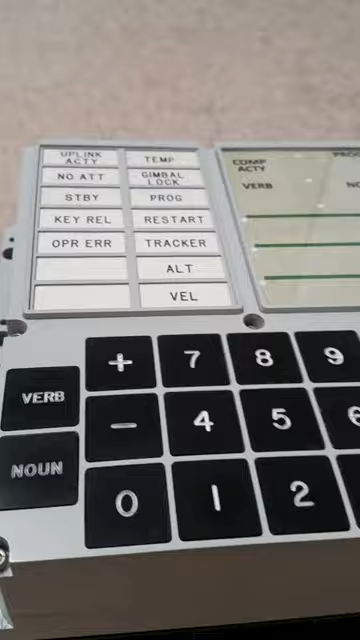 UPLINK ACTY
TEMP
NO ATT
GIMBAL LOCK
STBY
PROG
KEY REL
RESTART
OPR ERR
TRACKER
ALT
VEL
COMP ACTY
VERB
VERB
NOUN
+ 7 8 9
- 4 5 6
0 1 2